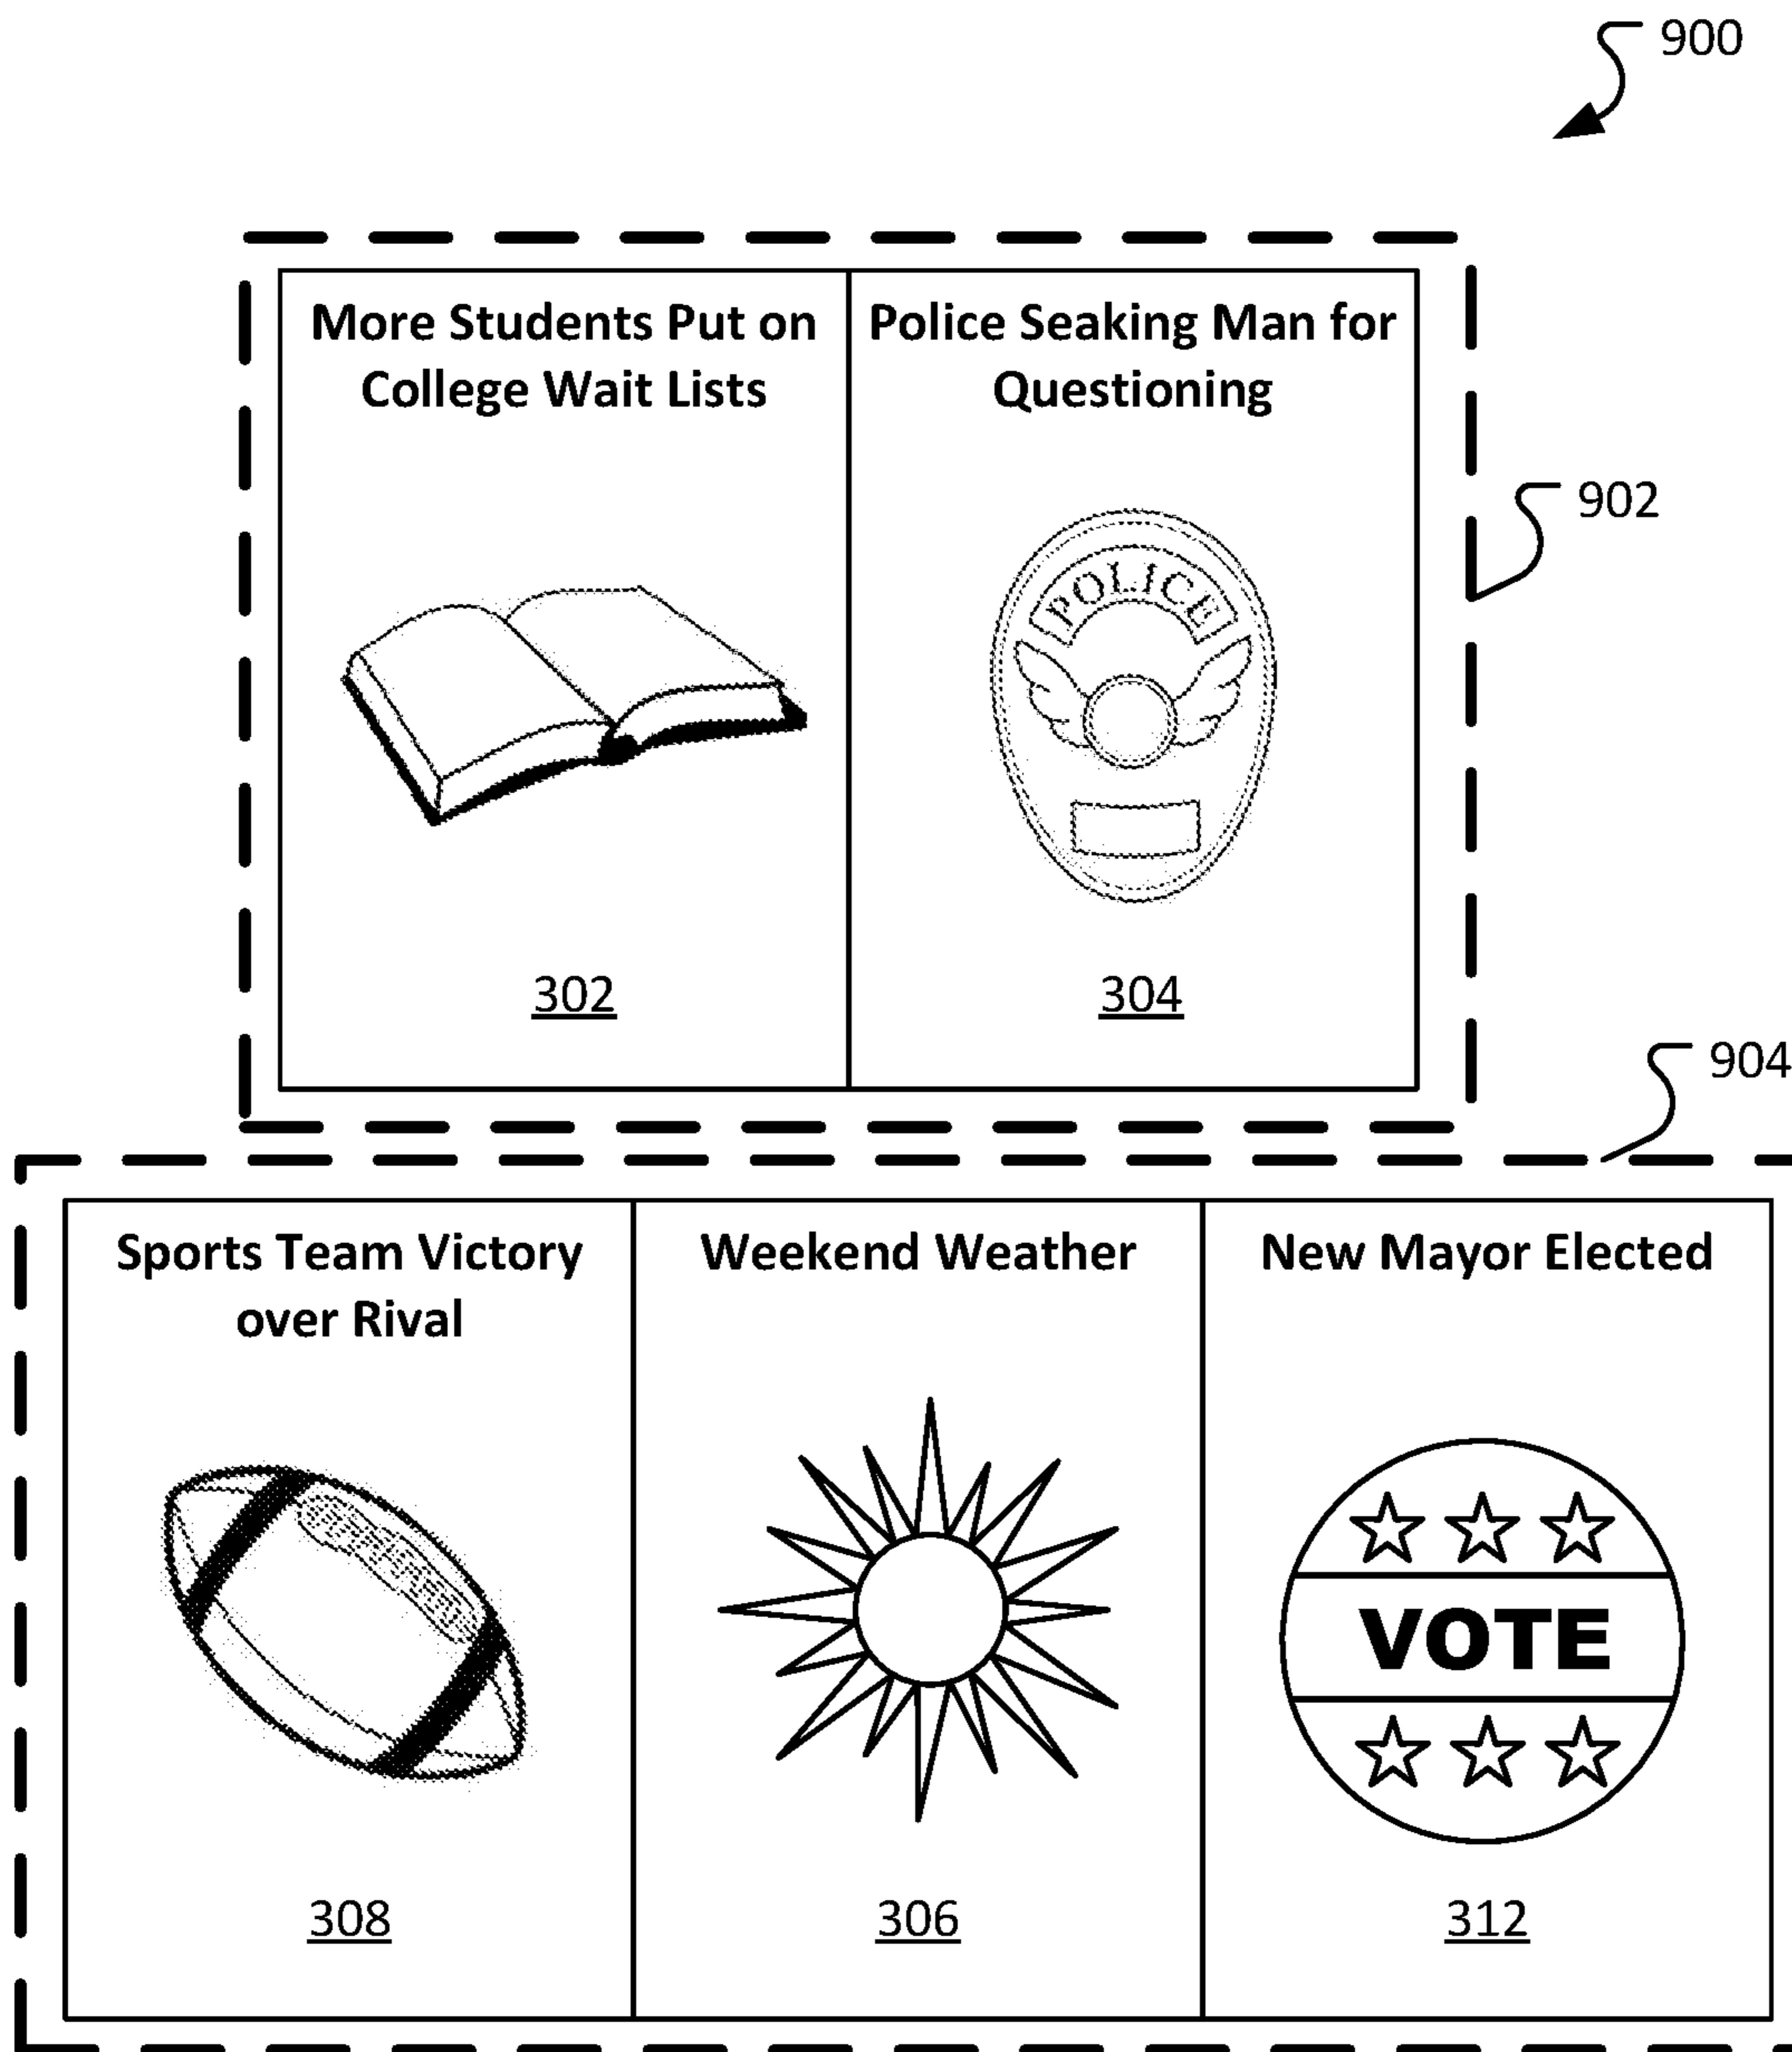 900
More Students Put on
College Wait Lists
Police Seaking Man for
Questioning
902
POLICE
302
304
904
Sports Team Victory
over Rival
Weekend Weather
New Mayor Elected
VOTE
308
306
312